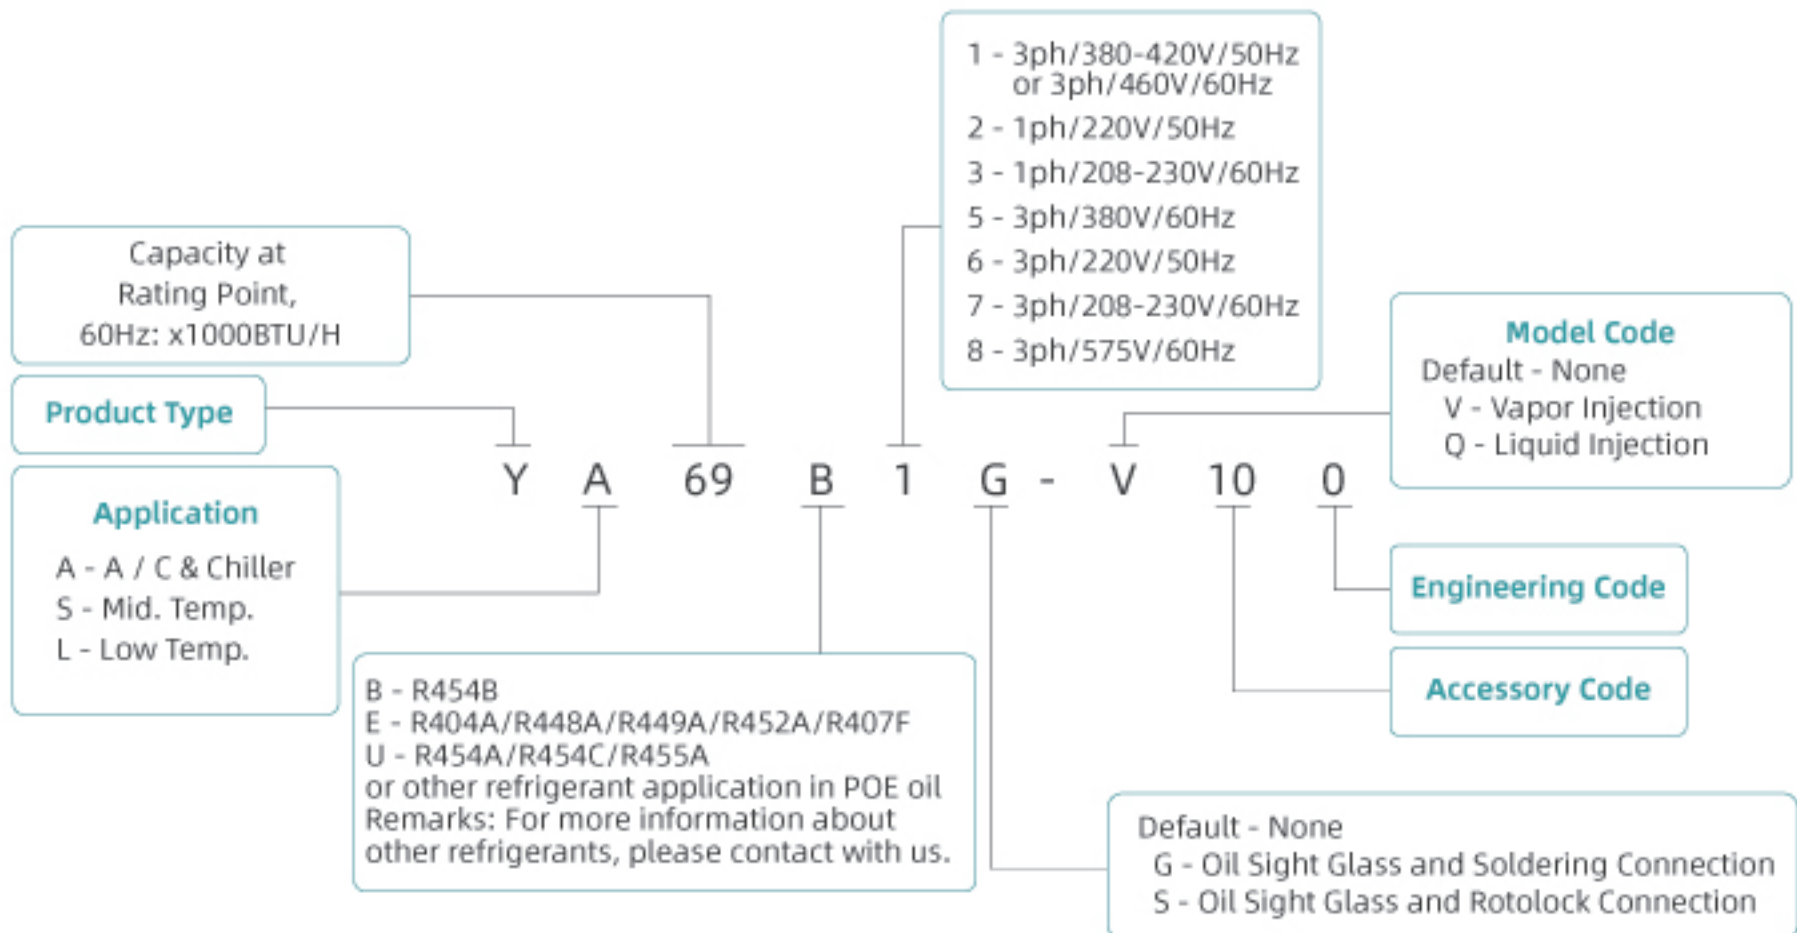 1 - 3ph/380-420V/50Hz
or 3ph/460V/60Hz
2 - 1ph/220V/50Hz
3 - 1ph/208-230V/60Hz
5 - 3ph/380V/60Hz
6 - 3ph/220V/50Hz
7 - 3ph/208-230V/60Hz
8 - 3ph/575V/60Hz
Capacity at
Rating Point,
60Hz: x1000BTU/H
Model Code
Default - None
V - Vapor Injection
Q - Liquid Injection
Product Type
Y A 69 B 1 G - V 10 0
Application
A - A / C & Chiller
S - Mid. Temp.
L - Low Temp.
Engineering Code
Accessory Code
B - R454B
E - R404A/R448A/R449A/R452A/R407F
U - R454A/R454C/R455A
or other refrigerant application in POE oil
Remarks: For more information about
other refrigerants, please contact with us.
Default - None
G - Oil Sight Glass and Soldering Connection
S - Oil Sight Glass and Rotolock Connection